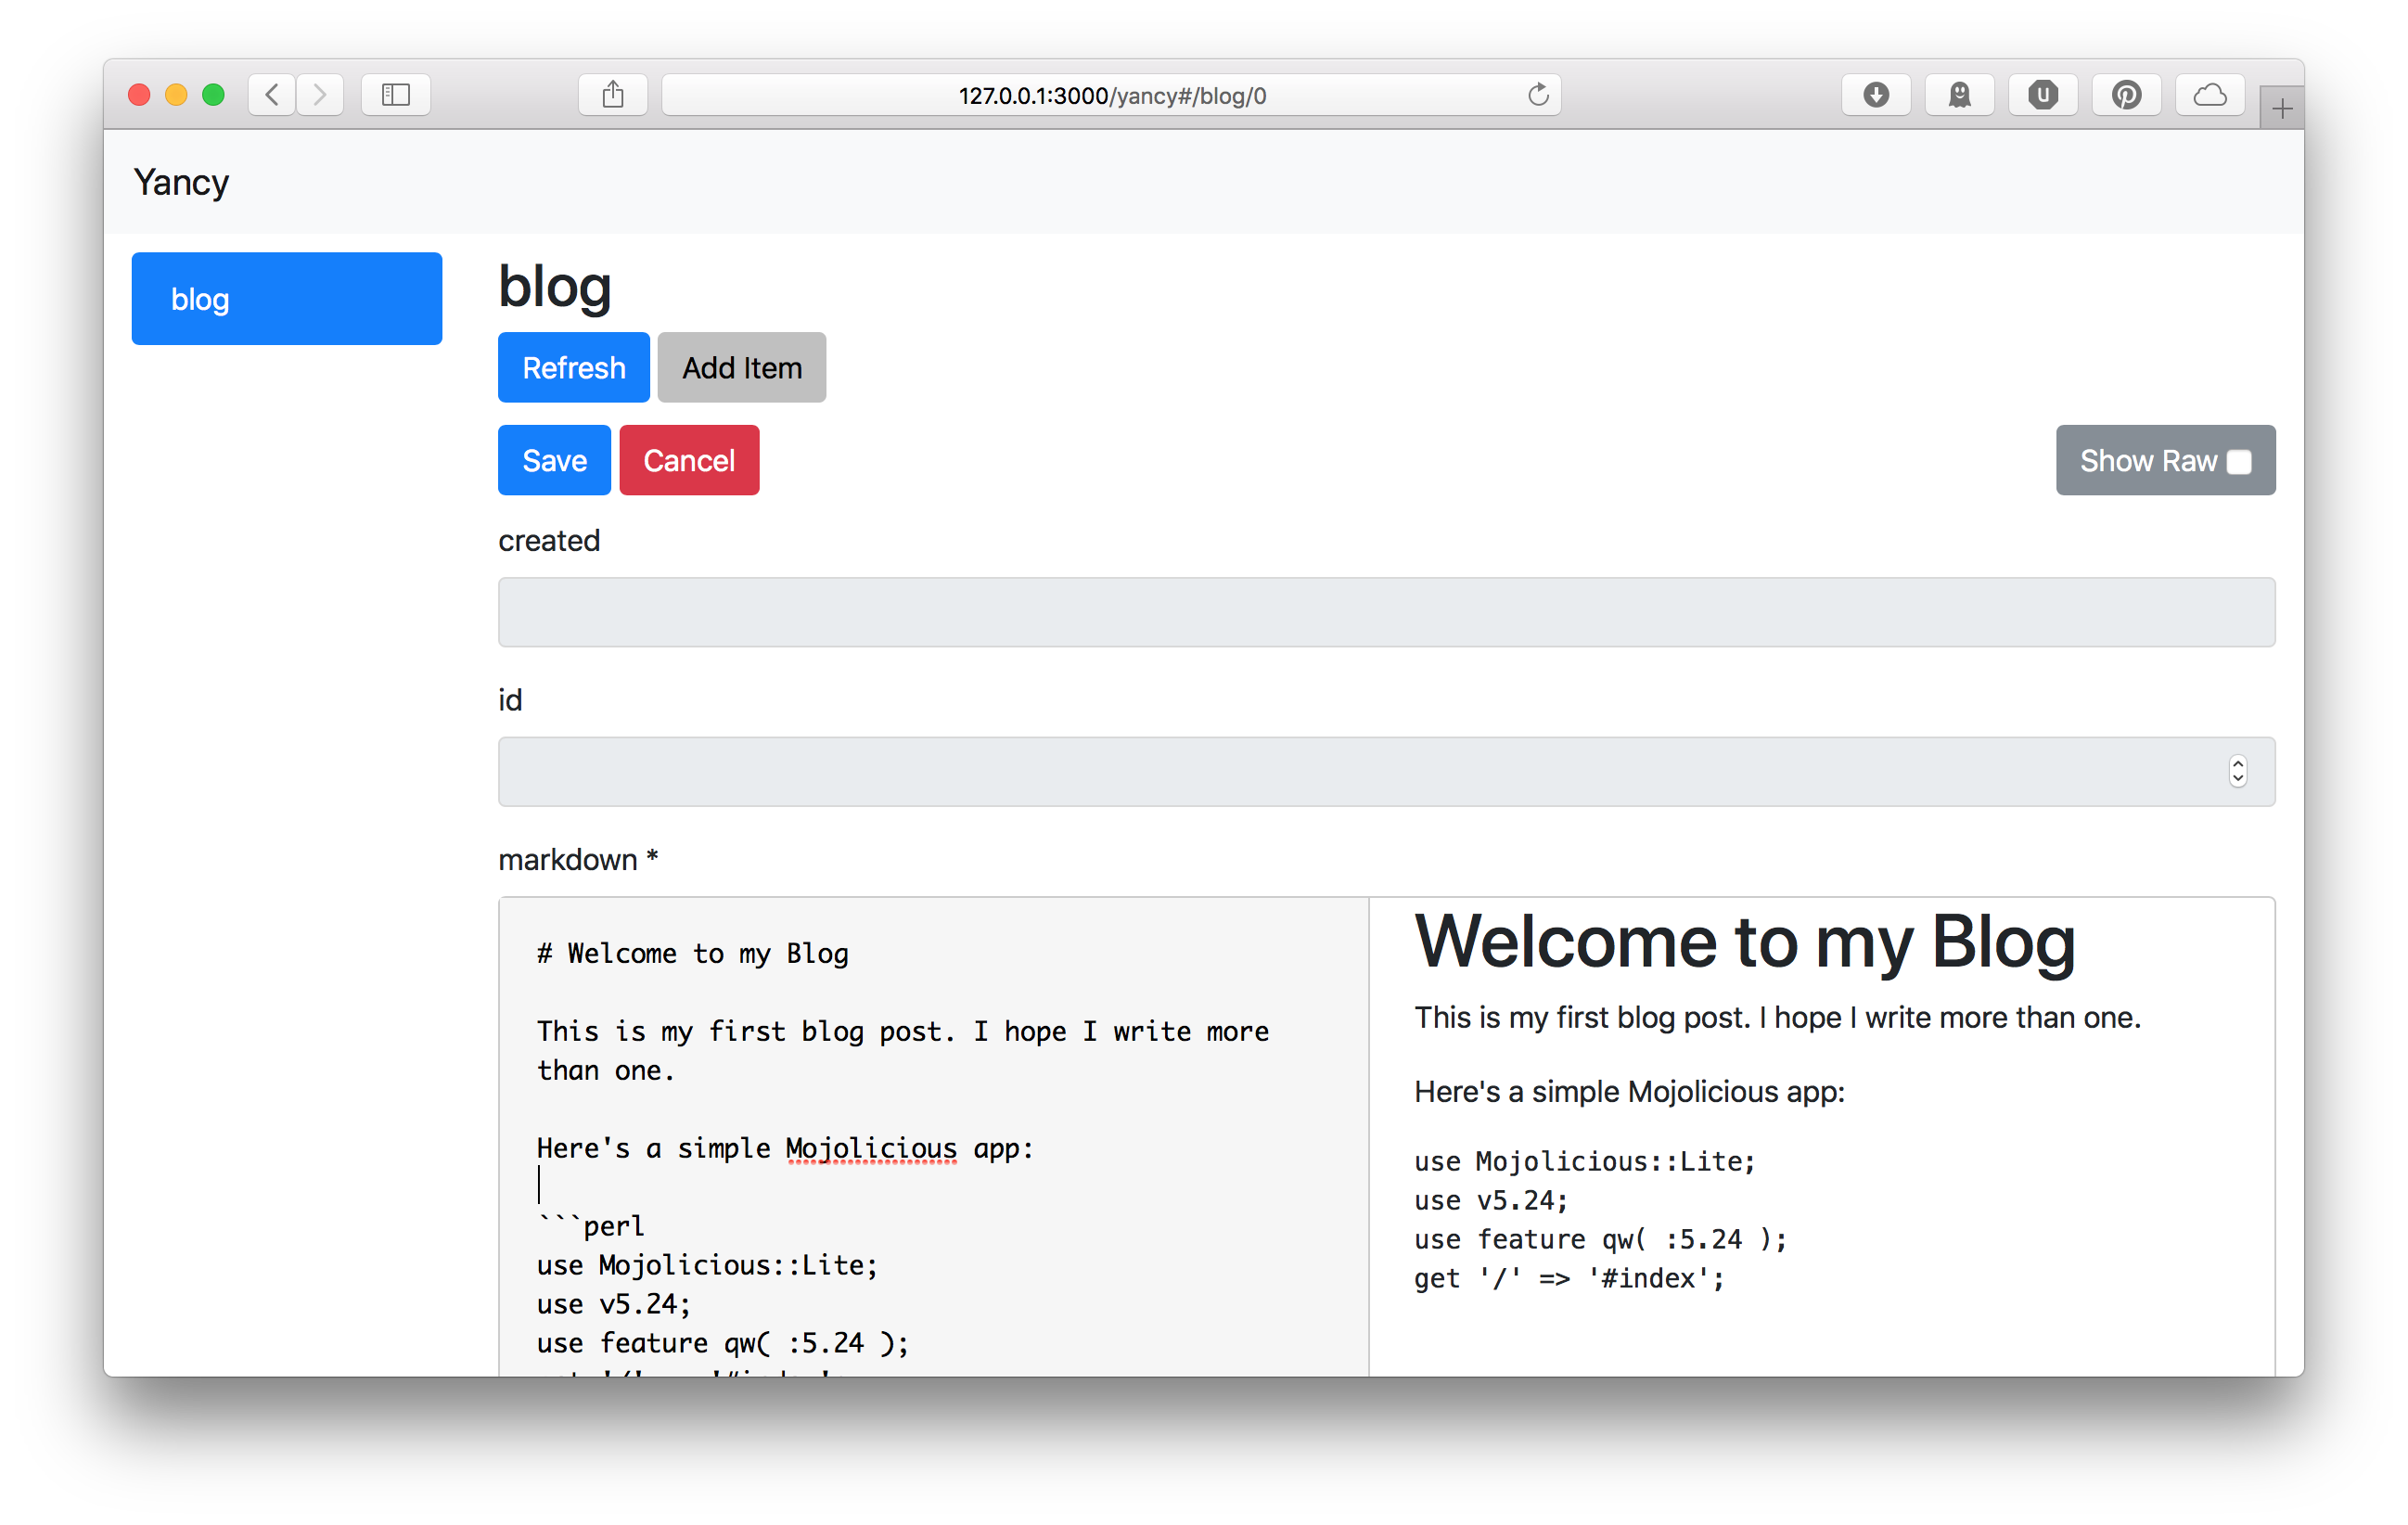 127.0.0.1:3000/yancy#/blog/0
Yancy
blog
blog
Refresh
Add Item
Save
Cancel
Show Raw
created
id
markdown *
# Welcome to my Blog
This is my first blog post. I hope I write more
than one.
Here's a simple Mojolicious app:
```perl
use Mojolicious::Lite;
use v5.24;
use feature qw( :5.24 );
Welcome to my Blog
This is my first blog post. I hope I write more than one.
Here's a simple Mojolicious app:
use Mojolicious::Lite;
use v5.24;
use feature qw( :5.24 );
get '/' => '#index';